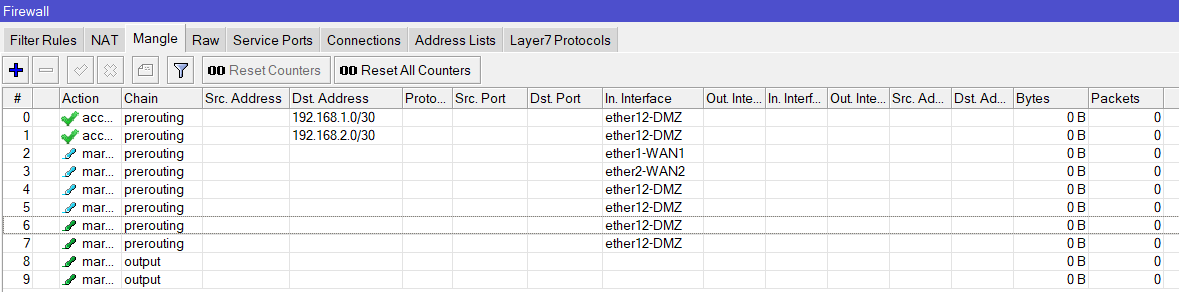 Firewall
Filter Rules NAT Mangle Raw Service Ports Connections Address Lists Layer7 Protocols
Reset Counters Reset All Counters
# Action Chain Src. Address Dst. Address Proto... Src. Port Dst. Port In. Interface Out. Inte... In. Interf... Out. Inte... Src. Ad... Dst. Ad... Bytes Packets
0 acc... prerouting 192.168.1.0/30 ether12-DMZ 0 B 0
1 acc... prerouting 192.168.2.0/30 ether12-DMZ 0 B 0
2 mar... prerouting ether1-WAN1 0 B 0
3 mar... prerouting ether2-WAN2 0 B 0
4 mar... prerouting ether12-DMZ 0 B 0
5 mar... prerouting ether12-DMZ 0 B 0
6 mar... prerouting ether12-DMZ 0 B 0
7 mar... prerouting ether12-DMZ 0 B 0
8 mar... output 0 B 0
9 mar... output 0 B 0